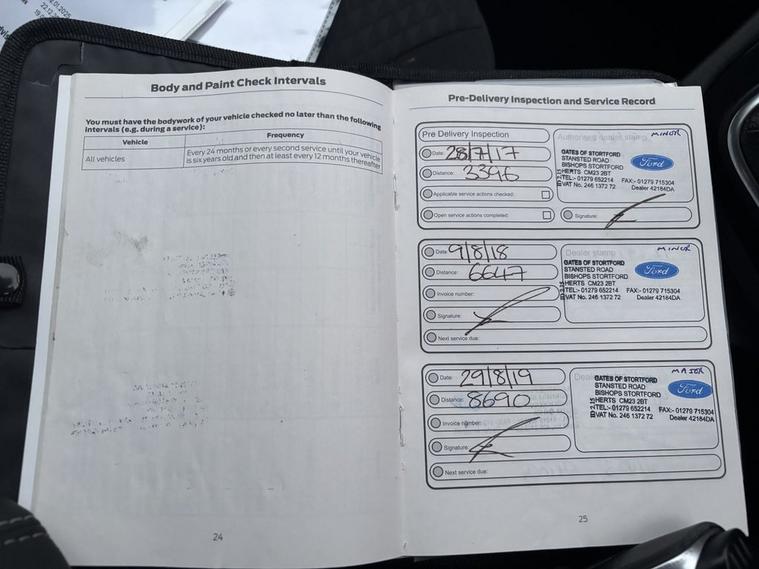 Body and Paint Check Intervals
You must have the bodywork of your vehicle checked no later than the following
intervals (e.g. during a service):
Vehicle Frequency
All vehicles Every 24 months or every second service until your vehicle
is six years old and then at least every 12 months thereafter
24
Pre-Delivery Inspection and Service Record
Pre Delivery Inspection
Date: 28/7/17
Distance: 3396
Applicable service actions checked:
Open service actions completed:
MINOR
GATES OF STORTFORD
STANSTED ROAD
BISHOPS STORTFORD
HERTS CM23 2BT
TEL:- 01279 652214 FAX:- 01279 715304
VAT No. 246 1372 72 Dealer 42184DA
Ford
Signature:
Date: 9/8/18
Distance: 6647
Invoice number:
Signature:
Next service due:
Dealer stamp
MINOR
GATES OF STORTFORD
STANSTED ROAD
BISHOPS STORTFORD
HERTS CM23 2BT
TEL:- 01279 652214 FAX:- 01279 715304
VAT No. 246 1372 72 Dealer 42184DA
Ford
Date: 29/8/19
Distance: 8690
Invoice number:
Signature:
Next service due:
MAJOR
GATES OF STORTFORD
STANSTED ROAD
BISHOPS STORTFORD
HERTS CM23 2BT
TEL:- 01279 652214 FAX:- 01279 715304
VAT No. 246 1372 72 Dealer 42184DA
Ford
25